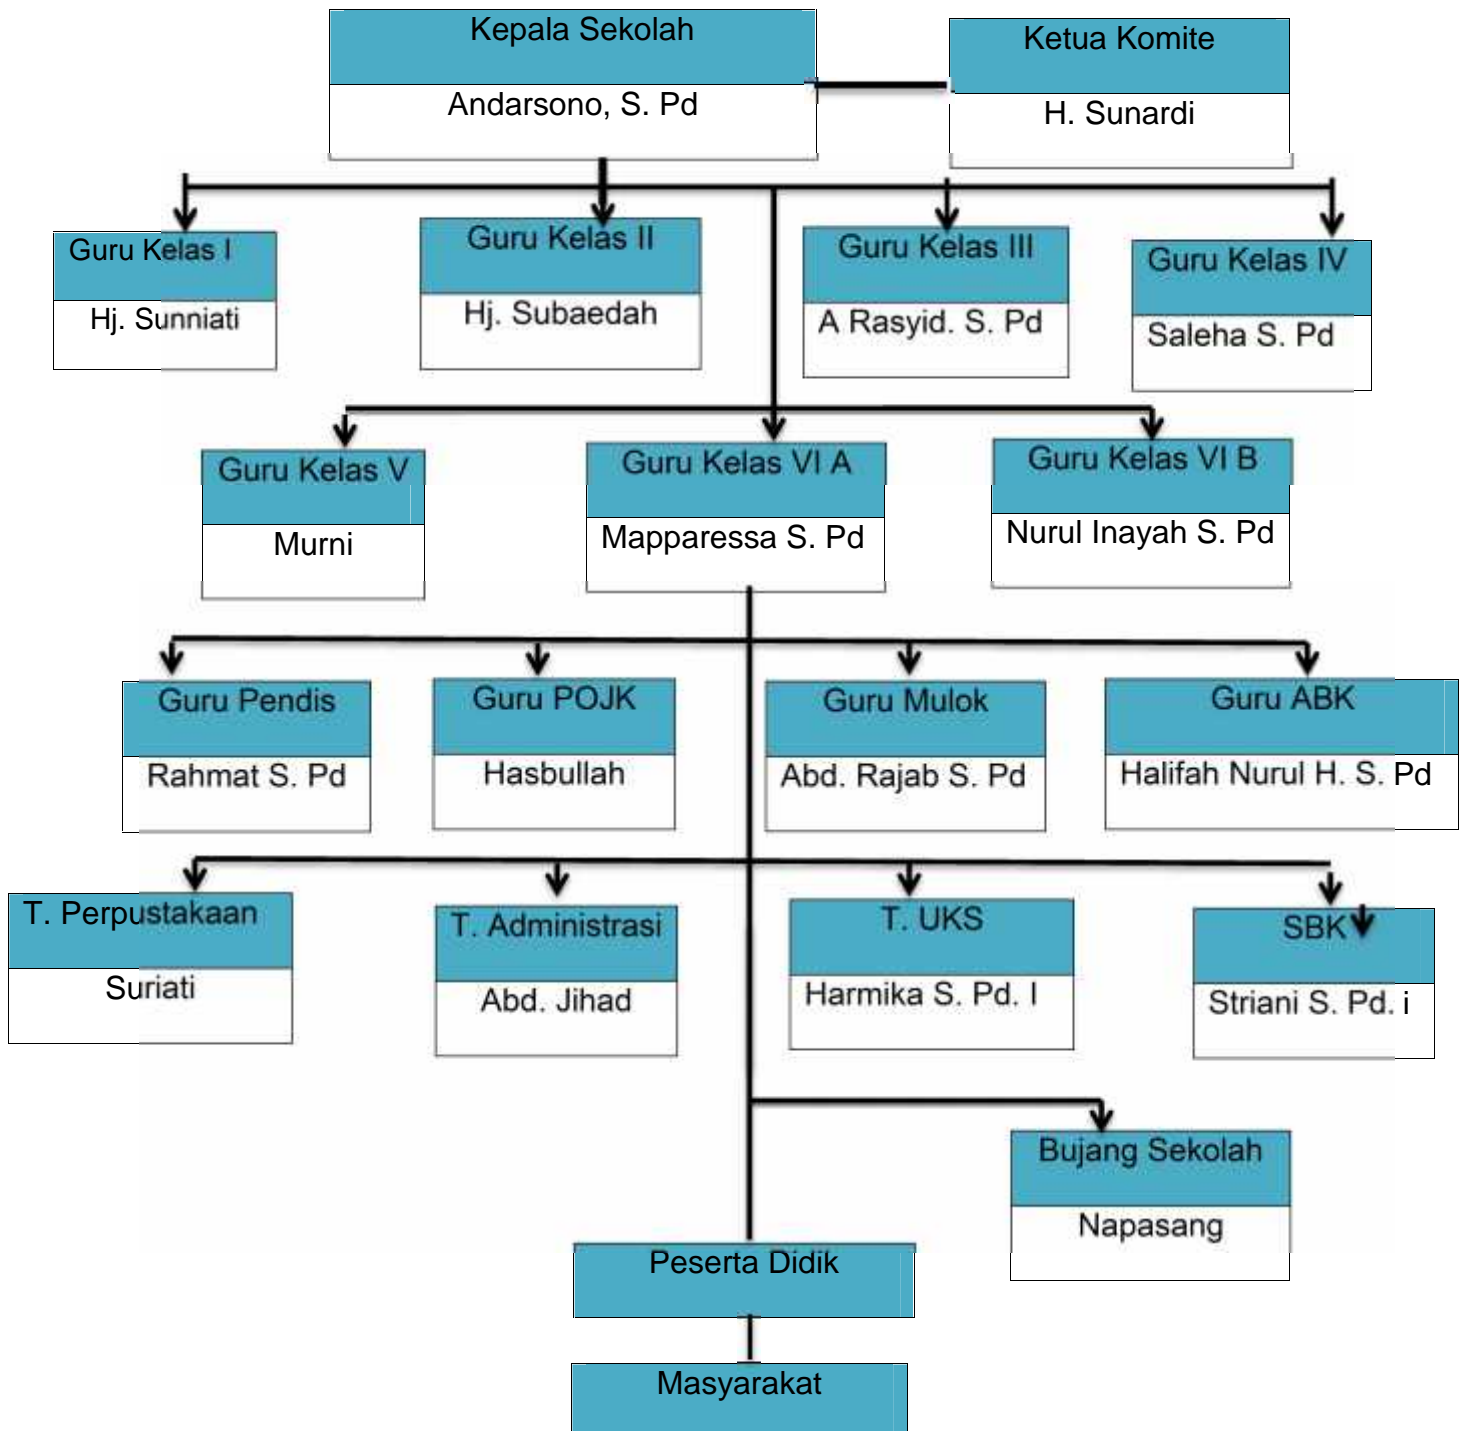 Kepala Sekolah
Andarsono, S. Pd
Ketua Komite
H. Sunardi
Guru Kelas I
Hj. Sunniati
Guru Kelas II
Hj. Subaedah
Guru Kelas III
A Rasyid. S. Pd
Guru Kelas IV
Saleha S. Pd
Guru Kelas V
Murni
Guru Kelas VI A
Mapparessa S. Pd
Guru Kelas VI B
Nurul Inayah S. Pd
Guru Pendis
Rahmat S. Pd
Guru POJK
Hasbullah
Guru Mulok
Abd. Rajab S. Pd
Guru ABK
Halifah Nurul H. S. Pd
T. Perpustakaan
Suriati
T. Administrasi
Abd. Jihad
T. UKS
Harmika S. Pd. I
SBK
Striani S. Pd. i
Bujang Sekolah
Napasang
Peserta Didik
Masyarakat